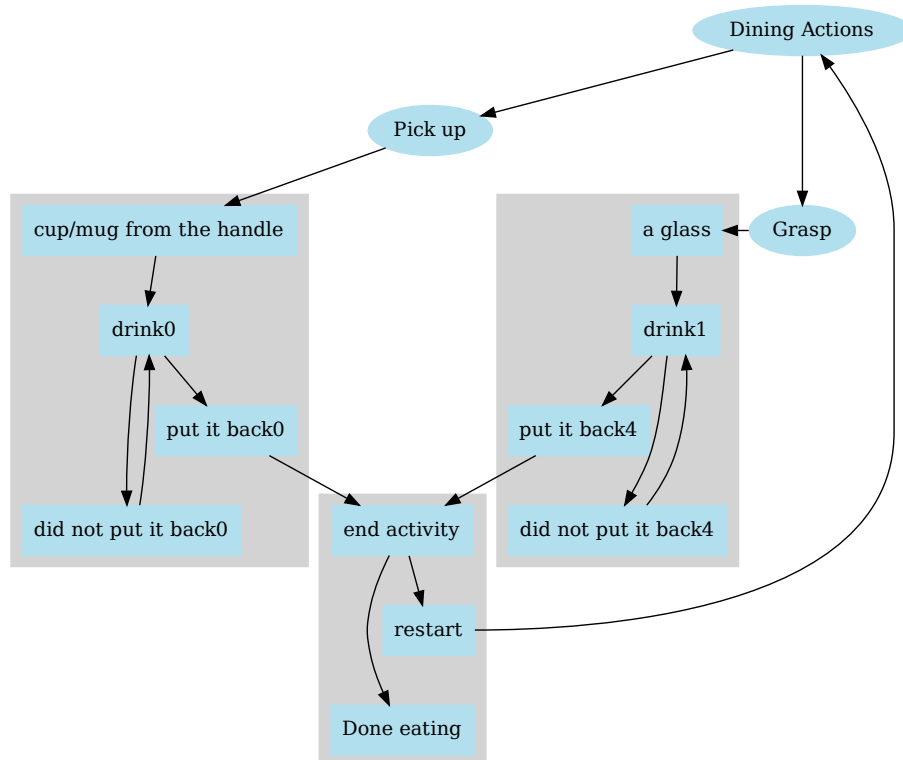 Dining Actions
Pick up
cup/mug from the handle
a glass
Grasp
drink0
drink1
put it back0
put it back4
did not put it back0
end activity
did not put it back4
restart
Done eating